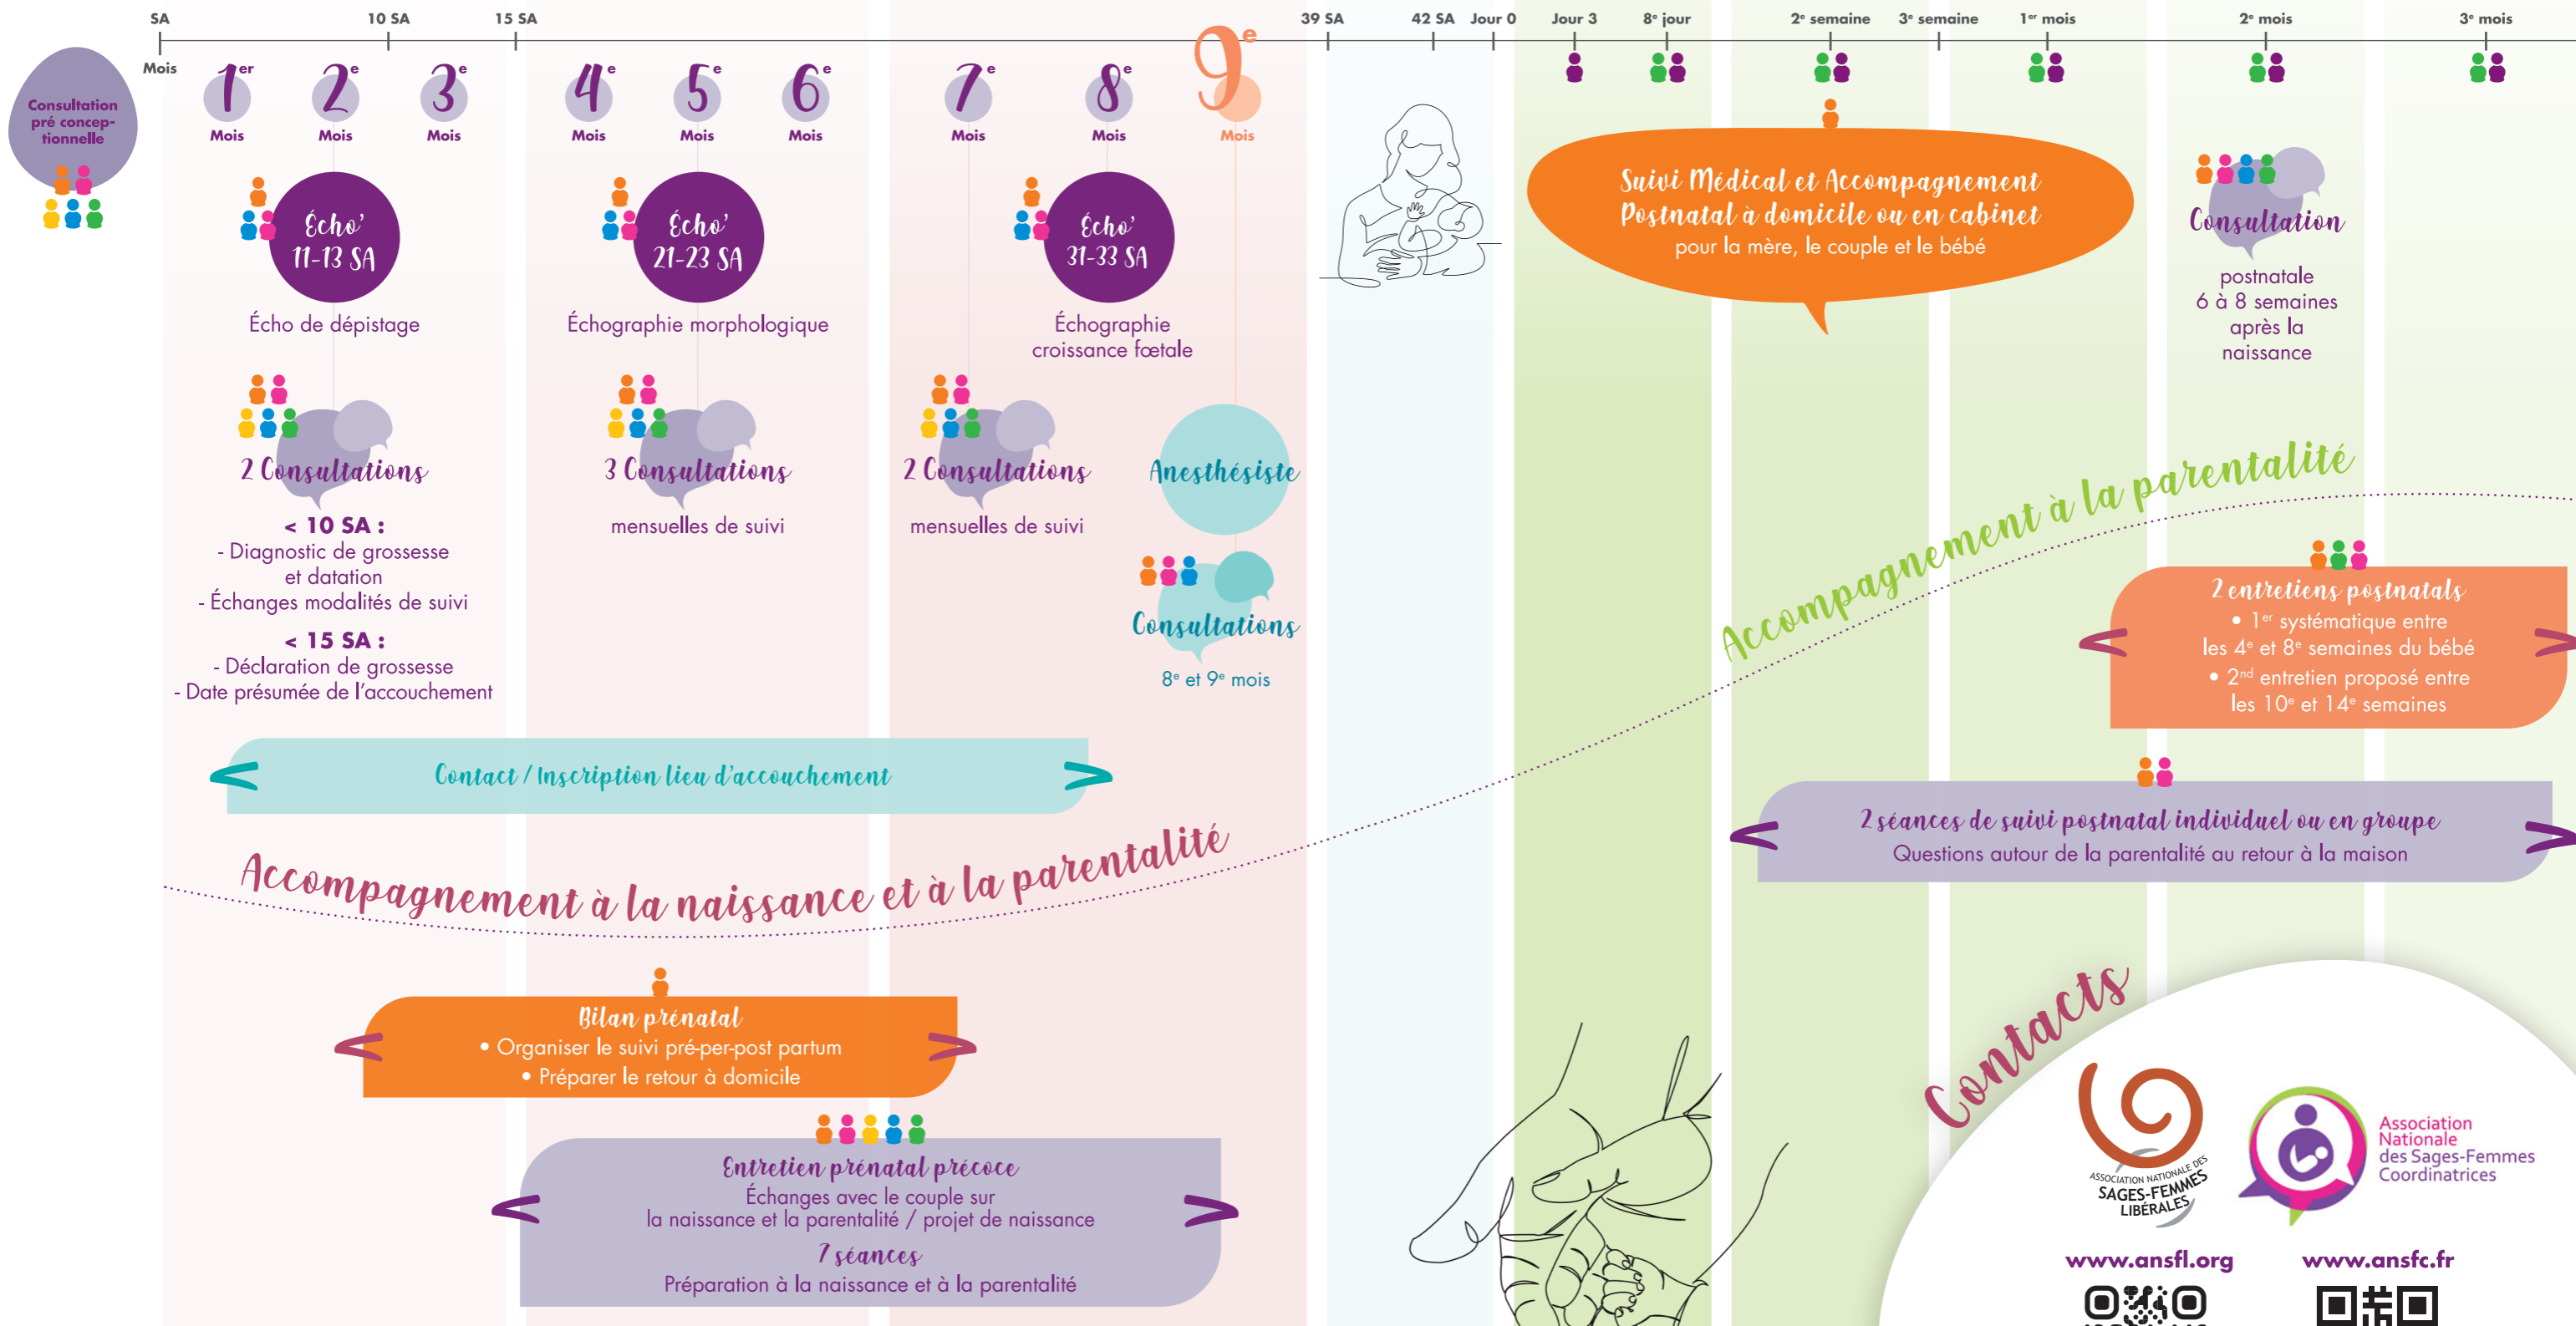 SA
10 SA
15 SA
39 SA
42 SA
Jour 0
Jour 3
8e jour
2e semaine
3e semaine
1er mois
2e mois
3e mois
Mois
1er
Mois
2e
Mois
3e
Mois
4e
Mois
5e
Mois
6e
Mois
7e
Mois
8e
Mois
9e
Mois
Consultation
pré concep-
tionnelle
Écho'
11-13 SA
Écho de dépistage
Écho'
21-23 SA
Échographie morphologique
Écho'
31-33 SA
Échographie
croissance fœtale
2 Consultations
< 10 SA :
- Diagnostic de grossesse
et datation
- Échanges modalités de suivi
< 15 SA :
- Déclaration de grossesse
- Date présumée de l'accouchement
3 Consultations
mensuelles de suivi
2 Consultations
mensuelles de suivi
Anesthésiste
Consultations
8e et 9e mois
Suivi Médical et Accompagnement
Postnatal à domicile ou en cabinet
pour la mère, le couple et le bébé
Consultation
postnatale
6 à 8 semaines
après la
naissance
Contact / Inscription lieu d'accouchement
Accompagnement à la naissance et à la parentalité
Accompagnement à la parentalité
2 entretiens postnatals
• 1er systématique entre
les 4e et 8e semaines du bébé
• 2nd entretien proposé entre
les 10e et 14e semaines
2 séances de suivi postnatal individuel ou en groupe
Questions autour de la parentalité au retour à la maison
Bilan prénatal
• Organiser le suivi pré-per-post partum
• Préparer le retour à domicile
Entretien prénatal précoce
Échanges avec le couple sur
la naissance et la parentalité / projet de naissance
7 séances
Préparation à la naissance et à la parentalité
Contacts
ASSOCIATION NATIONALE DES
SAGES-FEMMES
LIBÉRALES
www.ansfl.org
Association
Nationale
des Sages-Femmes
Coordinatrices
www.ansfc.fr